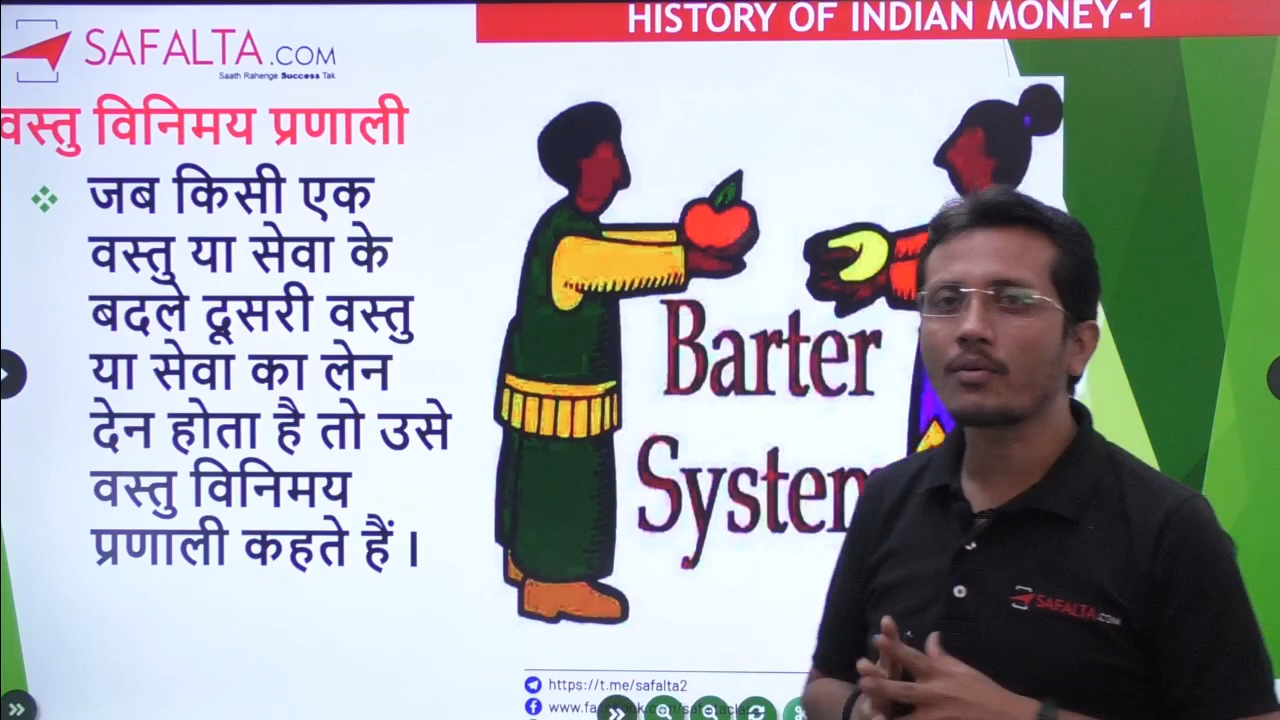 HISTORY OF INDIAN MONEY-1
SAFALTA.COM
Saath Rahenge Success Tak
वस्तु विनिमय प्रणाली
जब किसी एक
वस्तु या सेवा के
बदले दूसरी वस्तु
या सेवा का लेन
देन होता है तो उसे
वस्तु विनिमय
प्रणाली कहते हैं।
Barter
System
SAFALTA.COM
https://t.me/safalta2